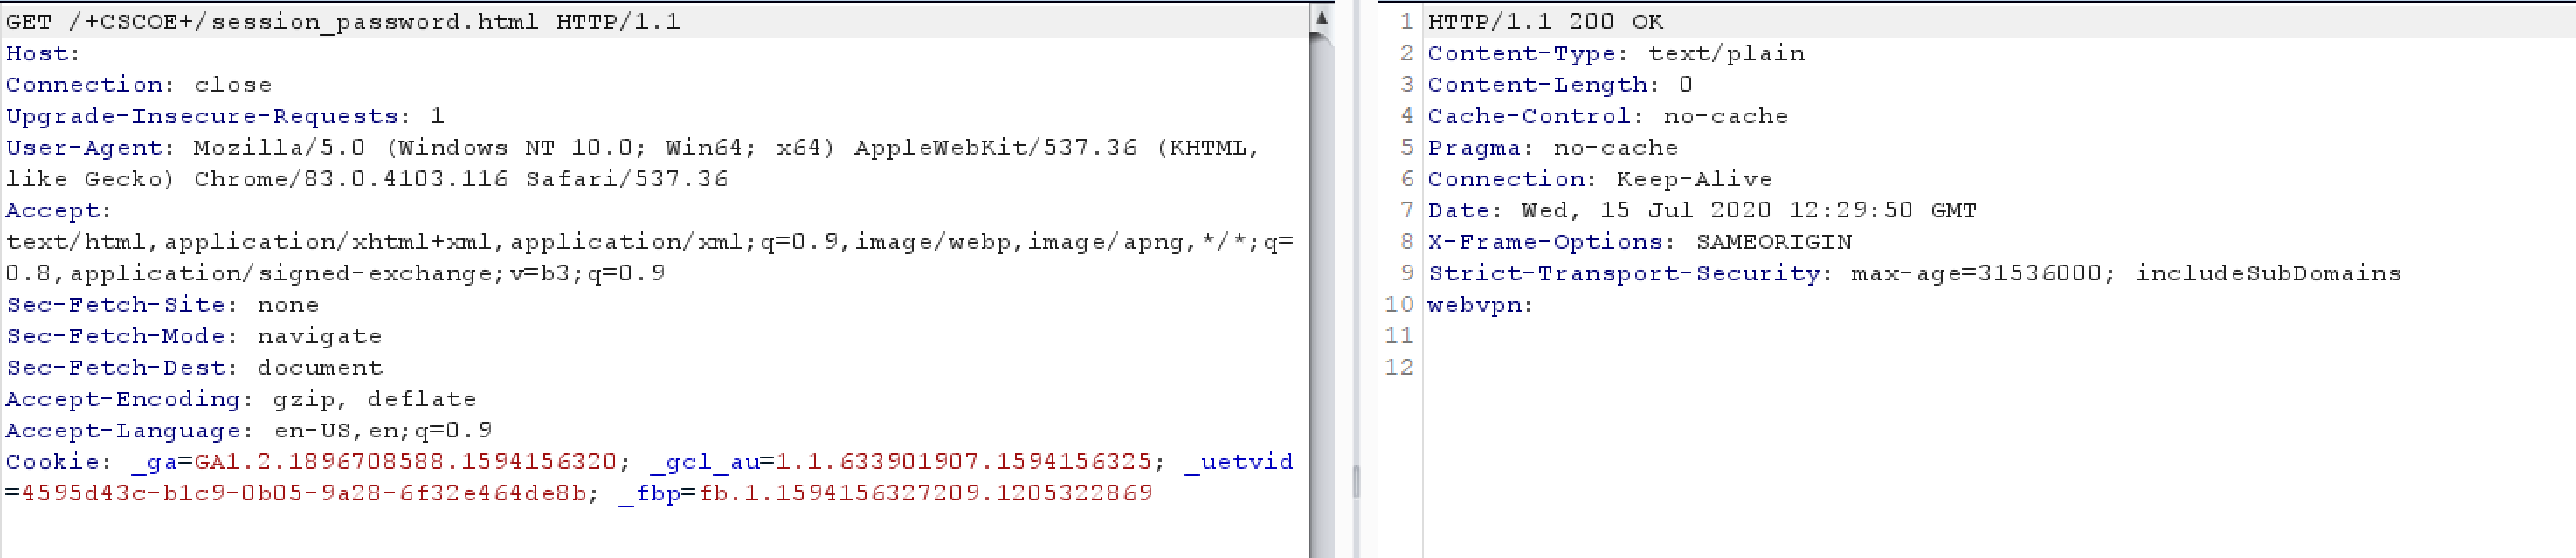 GET /+CSCOE+/session_password.html HTTP/1.1
Host:
Connection: close
Upgrade-Insecure-Requests: 1
User-Agent: Mozilla/5.0 (Windows NT 10.0; Win64; x64) AppleWebKit/537.36 (KHTML,
like Gecko) Chrome/83.0.4103.116 Safari/537.36
Accept:
text/html,application/xhtml+xml,application/xml;q=0.9,image/webp,image/apng,*/*;q=
0.8,application/signed-exchange;v=b3;q=0.9
Sec-Fetch-Site: none
Sec-Fetch-Mode: navigate
Sec-Fetch-Dest: document
Accept-Encoding: gzip, deflate
Accept-Language: en-US,en;q=0.9
Cookie: _ga=GA1.2.1896708588.1594156320; _gcl_au=1.1.633901907.1594156325; _uetvid
=4595d43c-b1c9-0b05-9a28-6f32e464de8b; _fbp=fb.1.1594156327209.1205322869
1 HTTP/1.1 200 OK
2 Content-Type: text/plain
3 Content-Length: 0
4 Cache-Control: no-cache
5 Pragma: no-cache
6 Connection: Keep-Alive
7 Date: Wed, 15 Jul 2020 12:29:50 GMT
8 X-Frame-Options: SAMEORIGIN
9 Strict-Transport-Security: max-age=31536000; includeSubDomains
10 webvpn:
11
12